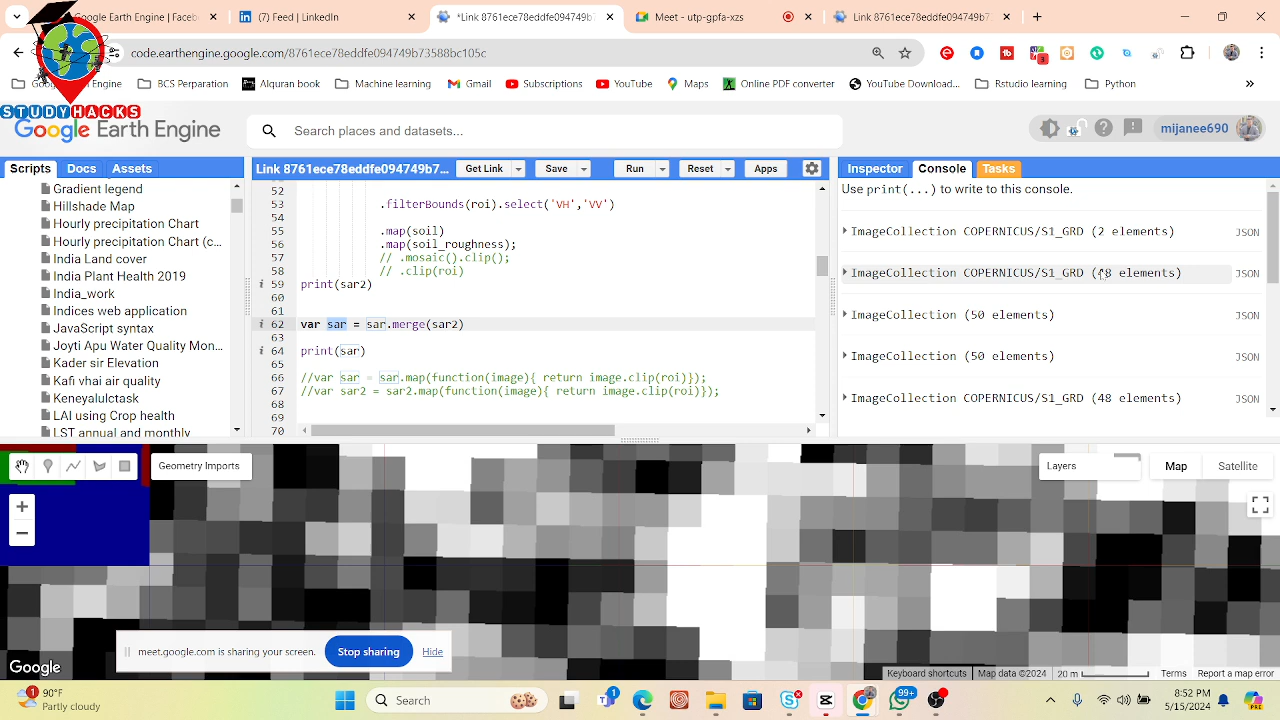 (7) Feed | LinkedIn
*Link 8761ece78eddfe094749b7
Meet – utp-cgfa-
Link 8761ece78eddfe094749b7
code.earthengine.google.com/8761ece78eddfe094749b73588bc105c
Engine
BCS Perparation
Alquran book
Machine learning
Gmail
Subscriptions
YouTube
Maps
Online PDF converter
YouTube Download...
Rstudio learning
Python
STUDYHACKS
Google Earth Engine
Search places and datasets...
mijanee690
Scripts
Docs
Assets
Link 8761ece78eddfe094749b7...
Get Link
Save
Run
Reset
Apps
Inspector
Console
Tasks
Gradient legend
Hillshade Map
Hourly precipitation Chart
Hourly precipitation Chart (c...
India Land cover
India Plant Health 2019
India_work
Indices web application
JavaScript syntax
Joyti Apu Water Quality Mon...
Kader sir Elevation
Kafi vhai air quality
Keneyalulctask
LAI using Crop health
LST annual and monthly
52
53 .filterBounds(roi).select('VH','VV')
54
55 .map(soil)
56 .map(soil_roughness);
57 // .mosaic().clip();
58 // .clip(roi)
59 print(sar2)
60
61
62 var sar = sar.merge(sar2)
63
64 print(sar)
65
66 //var sar = sar.map(function(image){ return image.clip(roi)});
67 //var sar2 = sar2.map(function(image){ return image.clip(roi)});
68
69
70
Use print(...) to write to this console.
ImageCollection COPERNICUS/S1_GRD (2 elements) JSON
ImageCollection COPERNICUS/S1_GRD (48 elements) JSON
ImageCollection (50 elements) JSON
ImageCollection (50 elements) JSON
ImageCollection COPERNICUS/S1_GRD (48 elements) JSON
Geometry Imports
Layers
Map
Satellite
meet.google.com is sharing your screen.
Stop sharing
Hide
Google
Keyboard shortcuts
Map data ©2024
20 m
Terms
Report a map error
90°F
Partly cloudy
Search
99+
8:52 PM
5/15/2024